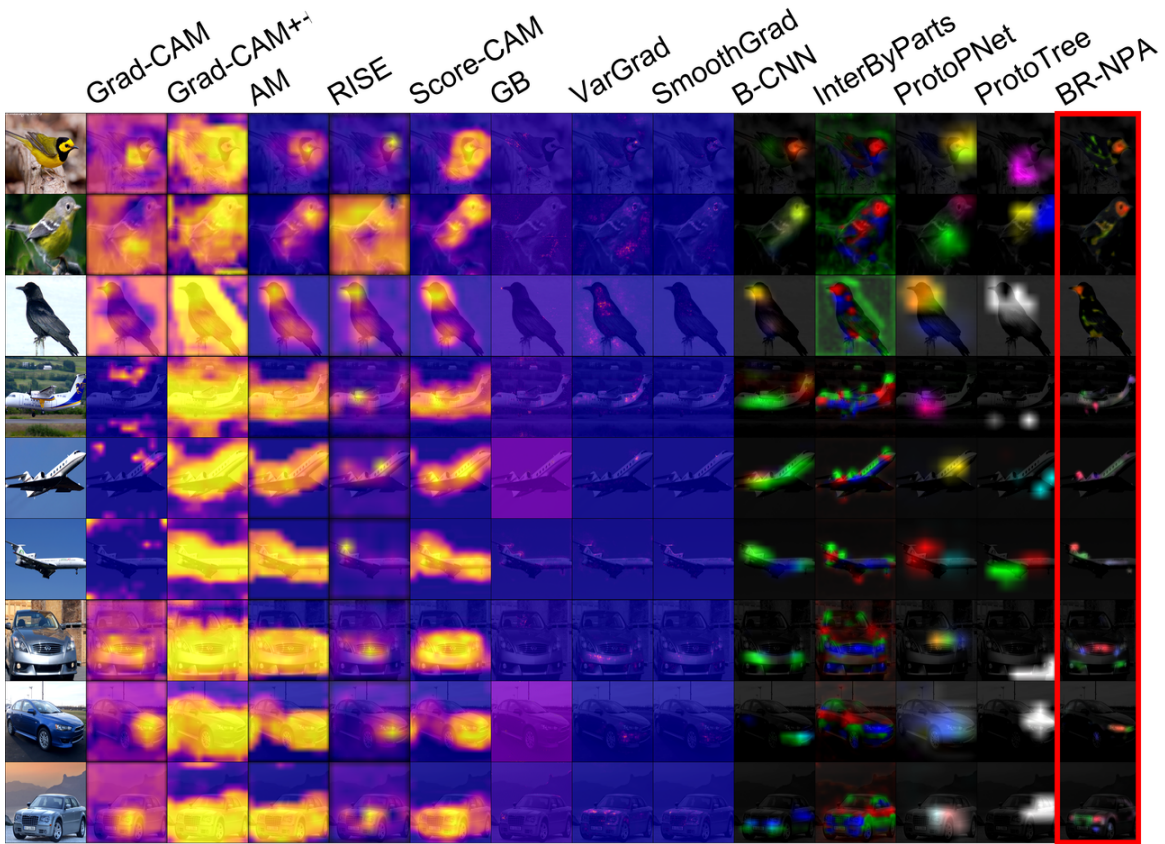 Grad-CAM
Grad-CAM++
AM
RISE
Score-CAM
GB
VarGrad
SmoothGrad
B-CNN
InterByParts
ProtoPNet
ProtoTree
BR-NPA